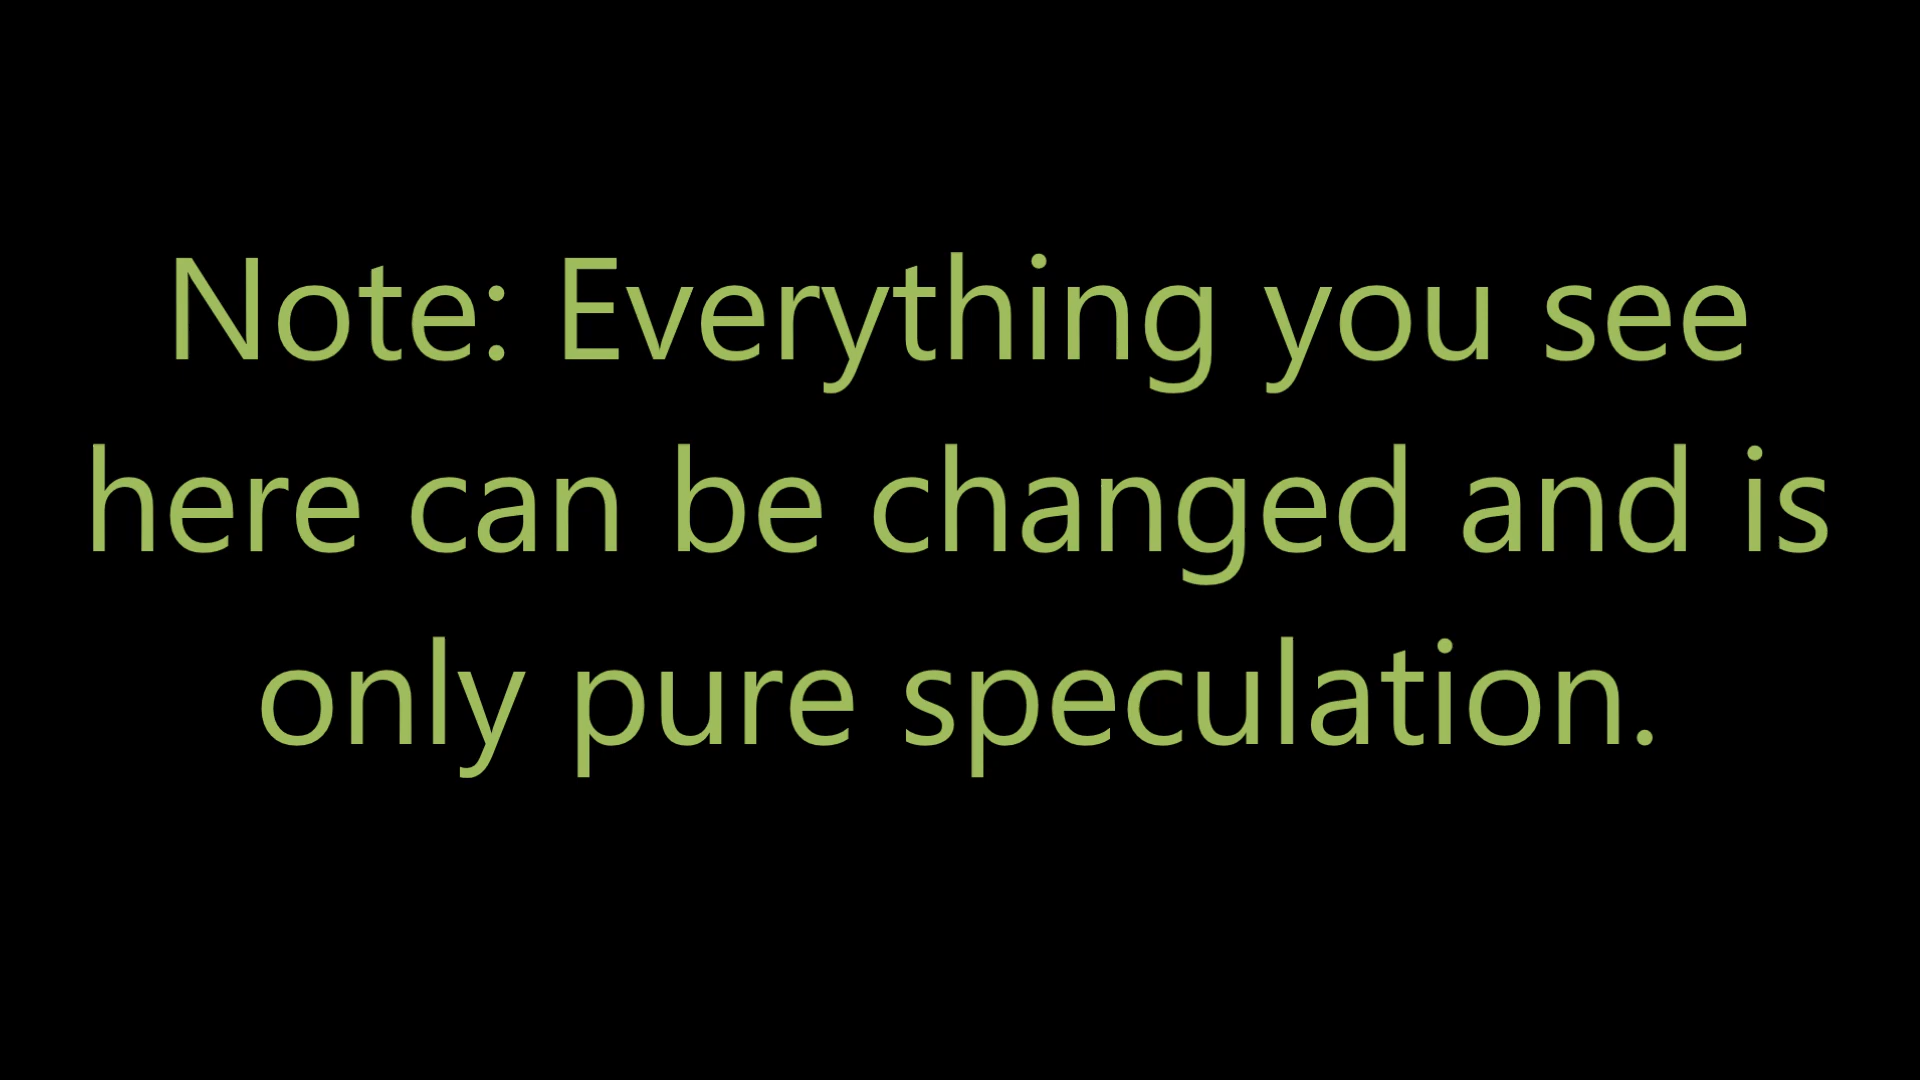 Note: Everything you see
here can be changed and is
only pure speculation.